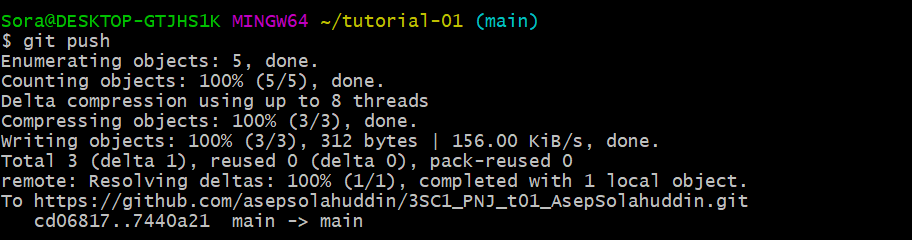 Sora@DESKTOP-GTJHS1K MINGW64 ~/tutorial-01 (main)
$ git push
Enumerating objects: 5, done.
Counting objects: 100% (5/5), done.
Delta compression using up to 8 threads
Compressing objects: 100% (3/3), done.
Writing objects: 100% (3/3), 312 bytes | 156.00 KiB/s, done.
Total 3 (delta 1), reused 0 (delta 0), pack-reused 0
remote: Resolving deltas: 100% (1/1), completed with 1 local object.
To https://github.com/asepsolahuddin/3SC1_PNJ_t01_AsepSolahuddin.git
   cd06817..7440a21  main -> main